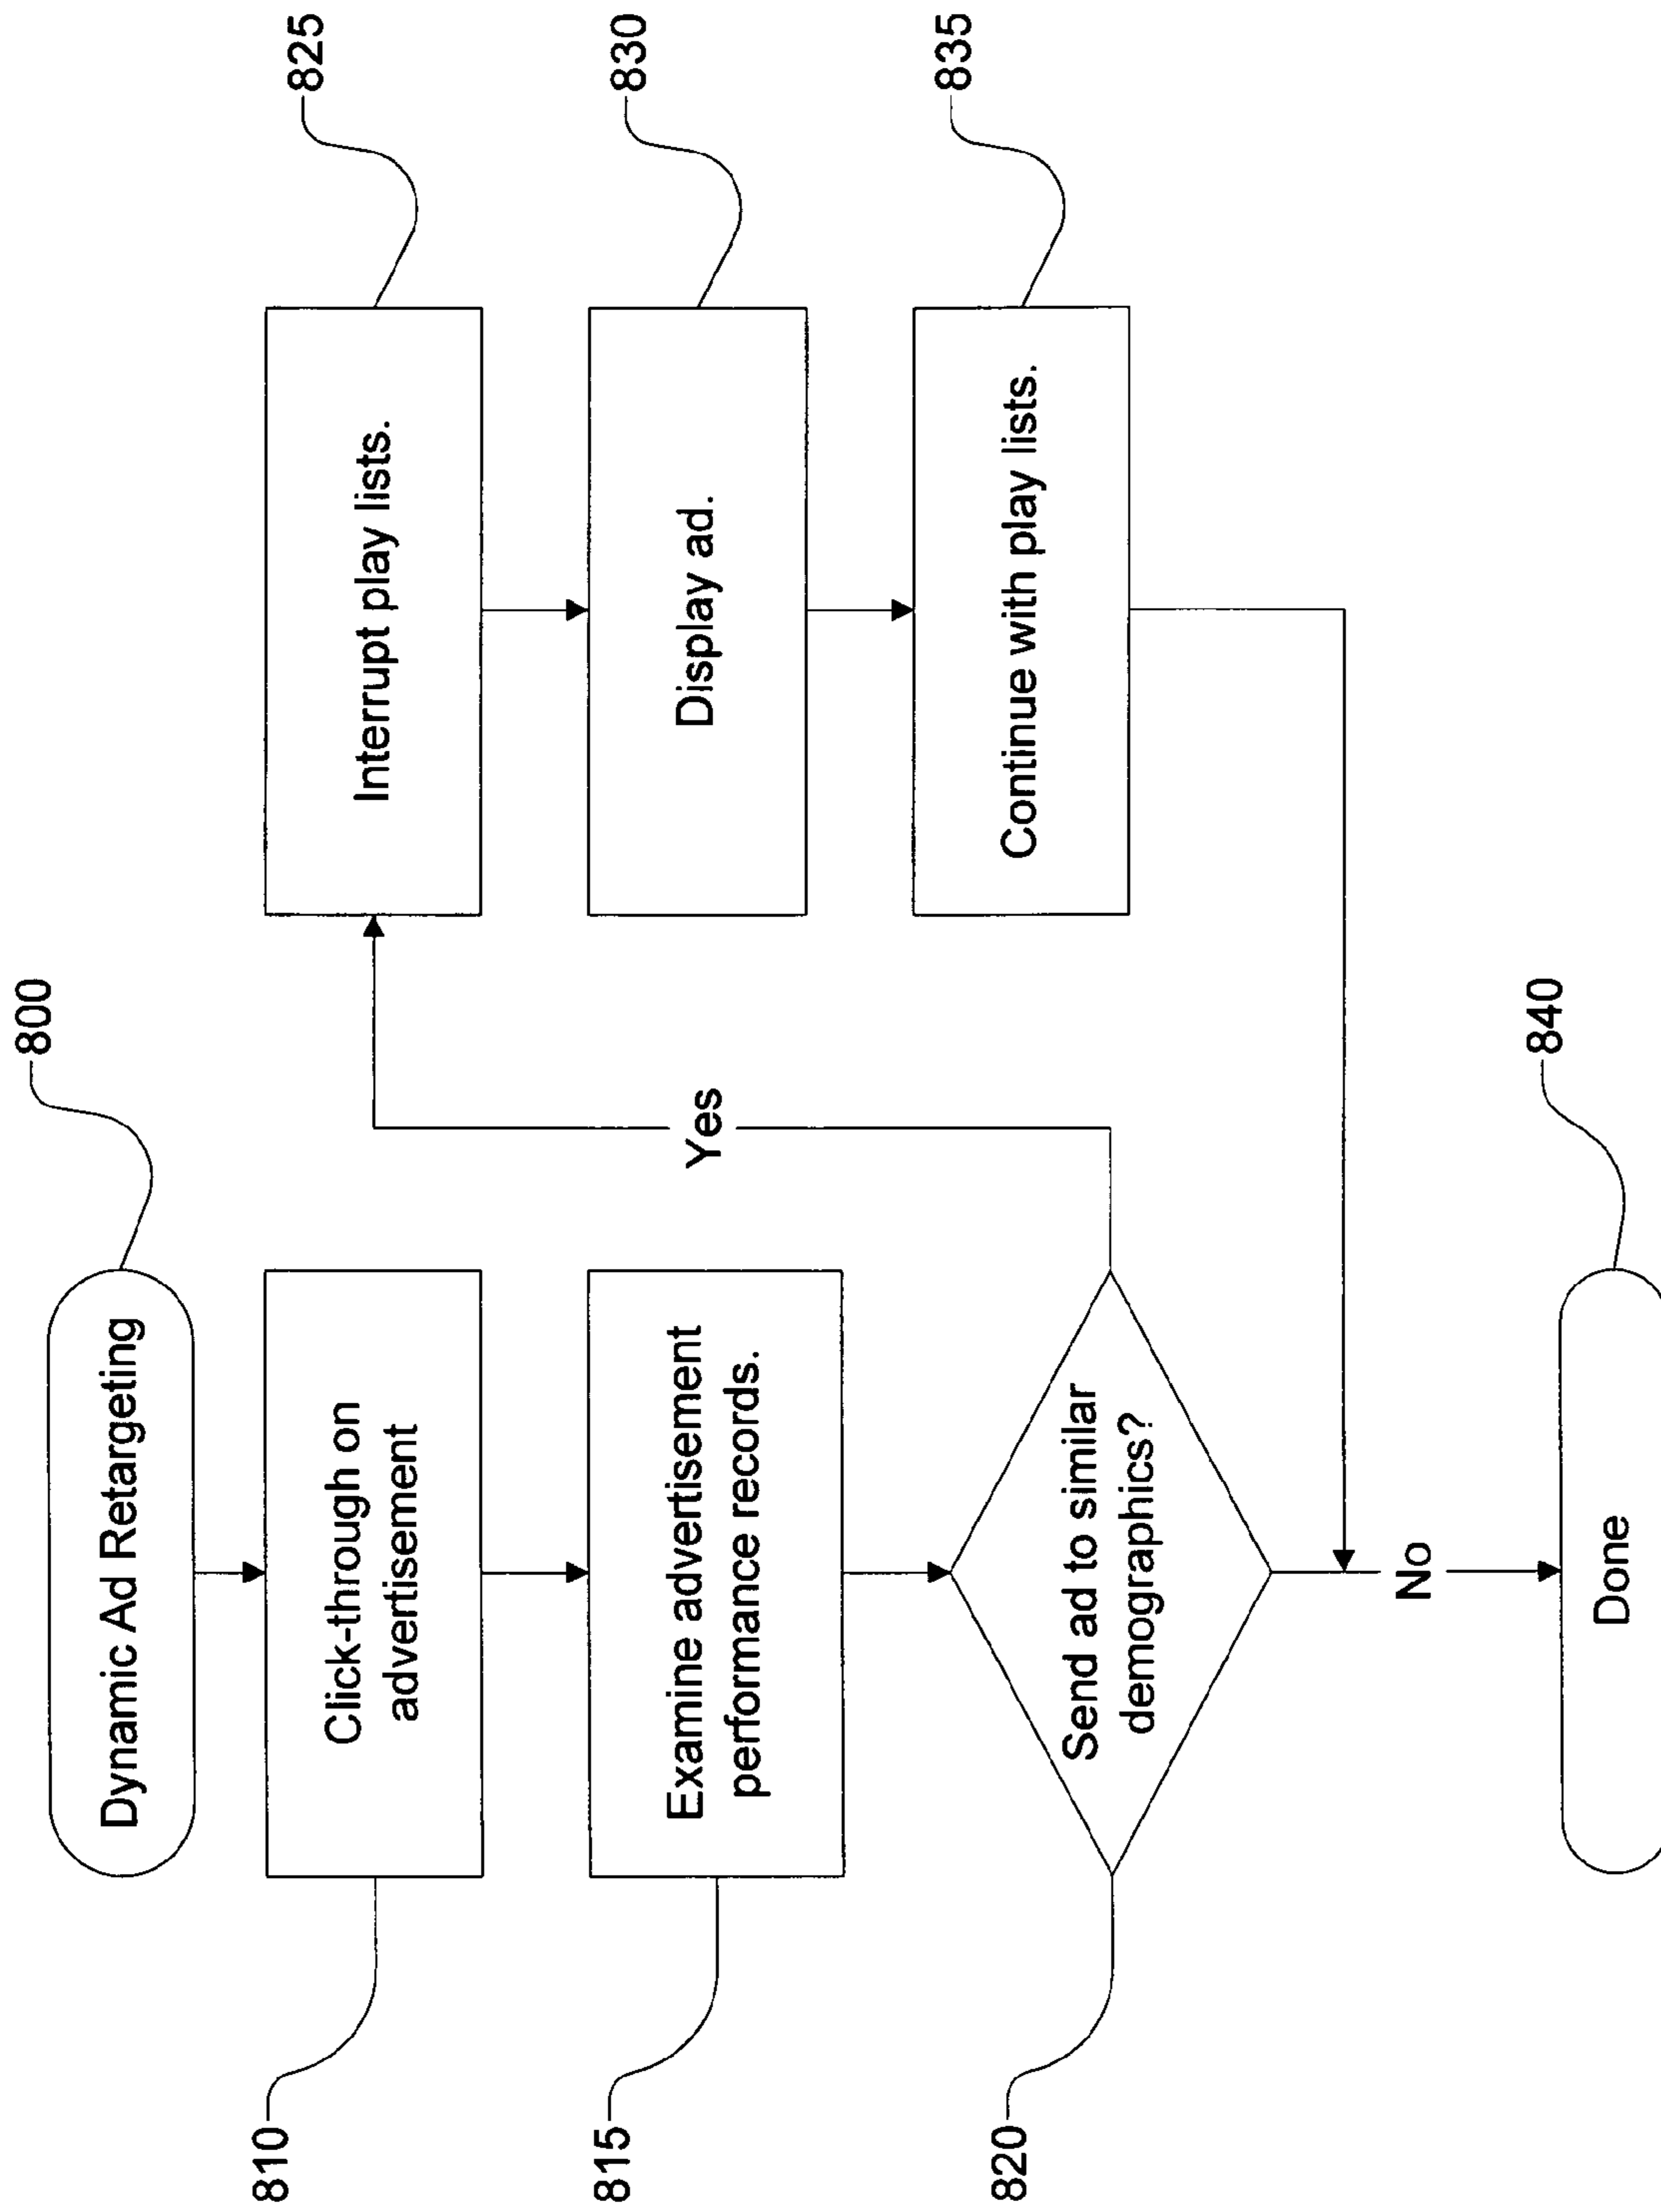 800
Dynamic Ad Retargeting
810
Click-through on
advertisement
815
Examine advertisement
performance records.
820
Send ad to similar
demographics?
Yes
825
Interrupt play lists.
830
Display ad.
835
Continue with play lists.
No
840
Done